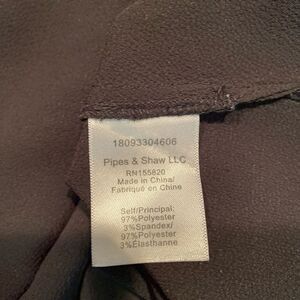 18093304606
Pipes & Shaw LLC
RN155820
Made in China/
Fabriqué en Chine
Self/Principal:
97%Polyester
3%Spandex/
97%Polyester
3%Élasthanne